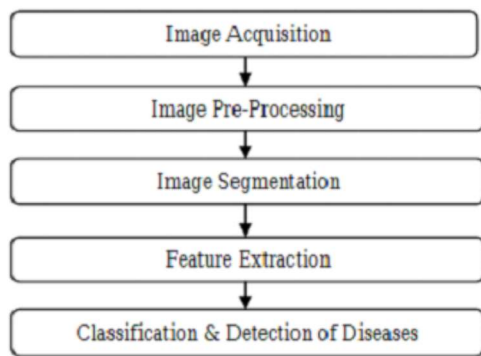 Image Acquisition
Image Pre-Processing
Image Segmentation
Feature Extraction
Classification & Detection of Diseases